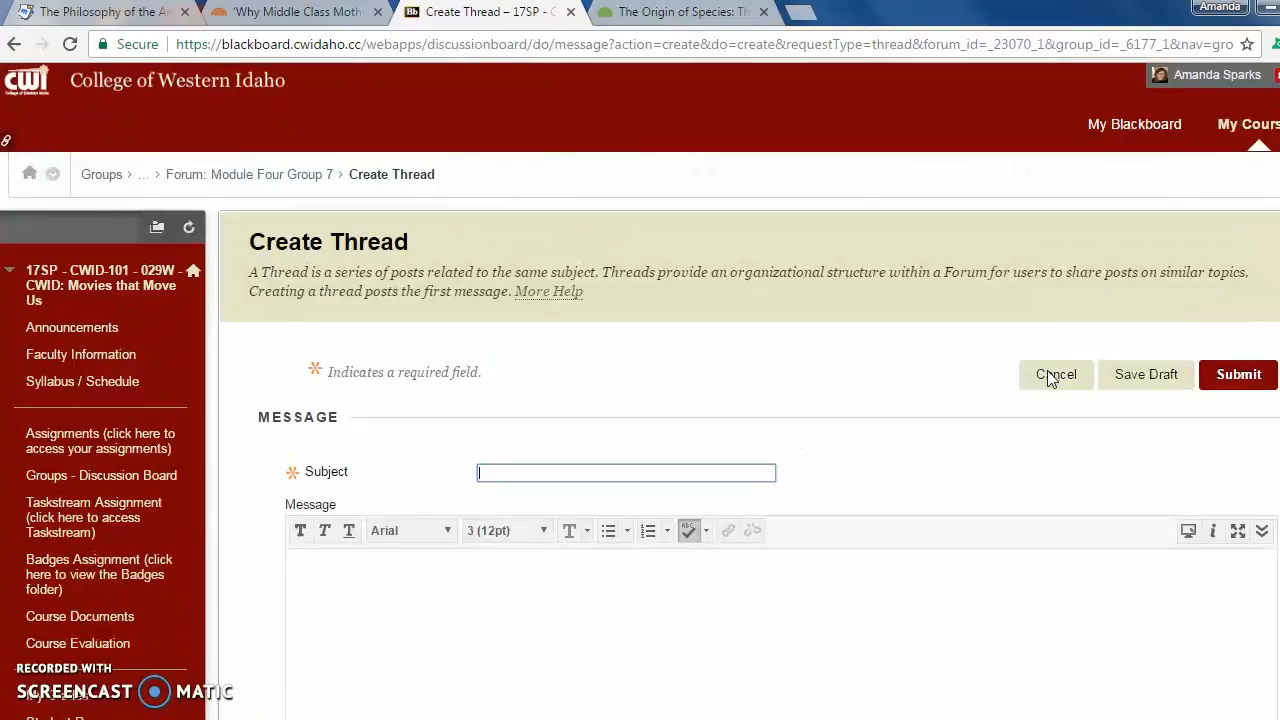 The Philosophy of the An
'Why Middle Class Moth
Bb Create Thread – 17SP - C
The Origin of Species: Th
Amanda
Secure https://blackboard.cwidaho.cc/webapps/discussionboard/do/message?action=create&do=create&requestType=thread&forum_id=_23070_1&group_id=_6177_1&nav=gro
CWI College of Western Idaho
Amanda Sparks
My Blackboard My Cours
Groups ... Forum: Module Four Group 7 Create Thread
Create Thread
A Thread is a series of posts related to the same subject. Threads provide an organizational structure within a Forum for users to share posts on similar topics.
Creating a thread posts the first message. More Help
17SP - CWID-101 - 029W -
CWID: Movies that Move
Us
Announcements
Faculty Information
Syllabus / Schedule
Assignments (click here to
access your assignments)
Groups - Discussion Board
Taskstream Assignment
(click here to access
Taskstream)
Badges Assignment (click
here to view the Badges
folder)
Course Documents
Course Evaluation
Indicates a required field.
Cancel Save Draft Submit
MESSAGE
Subject
Message
T T T Arial 3 (12pt) T ABC
RECORDED WITH
SCREENCAST MATIC